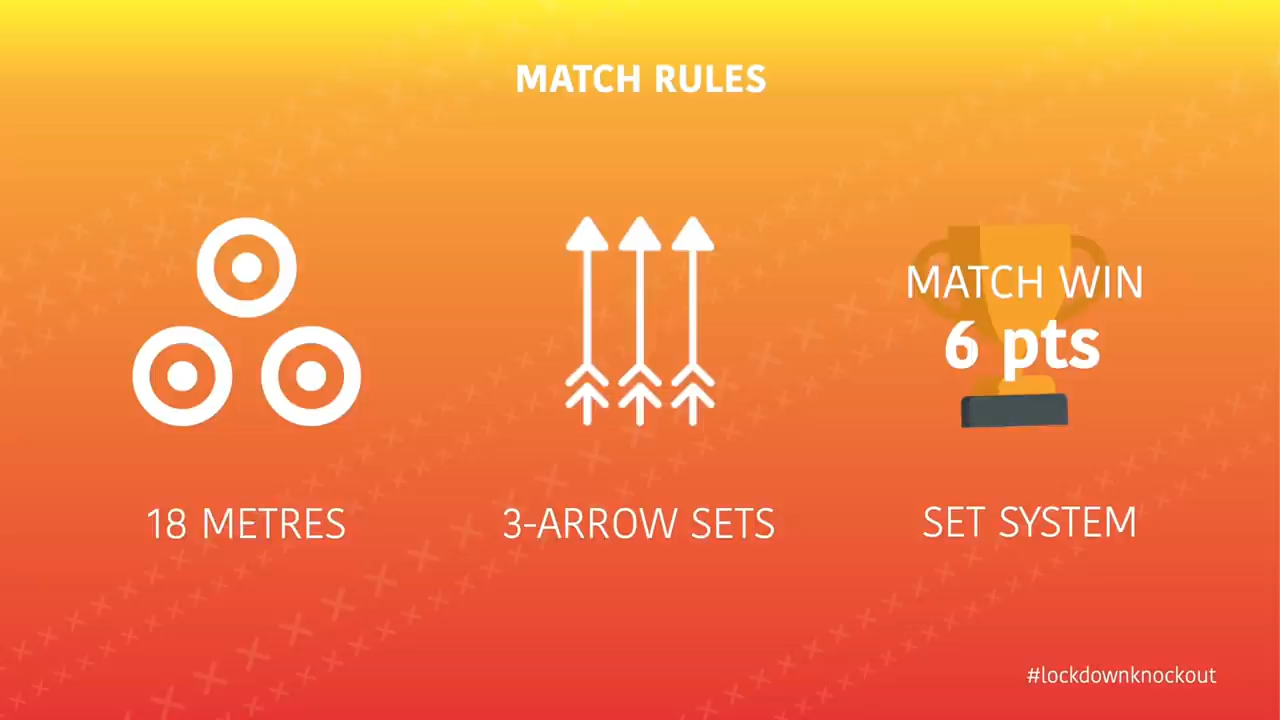 MATCH RULES
MATCH WIN
6 pts
18 METRES
3-ARROW SETS
SET SYSTEM
#lockdownknockout